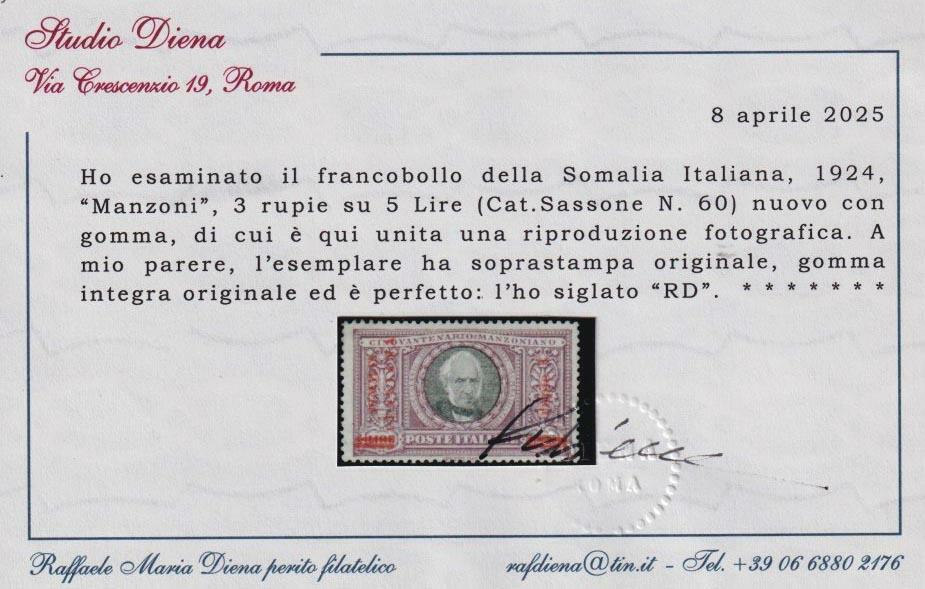 Studio Diena
Via Crescenzio 19, Roma
8 aprile 2025
Ho esaminato il francobollo della Somalia Italiana, 1924,
“Manzoni”, 3 rupie su 5 Lire (Cat.Sassone N. 60) nuovo con
gomma, di cui è qui unita una riproduzione fotografica. A
mio parere, l’esemplare ha soprastampa originale, gomma
integra originale ed è perfetto: l’ho siglato “RD”. * * * * * * *
CINQVANTENARIO·MANZONIANO
POSTE ITAL
ROMA
Raffaele Maria Diena perito filatelico
rafdiena@tin.it - Tel. +39 06 6880 2176